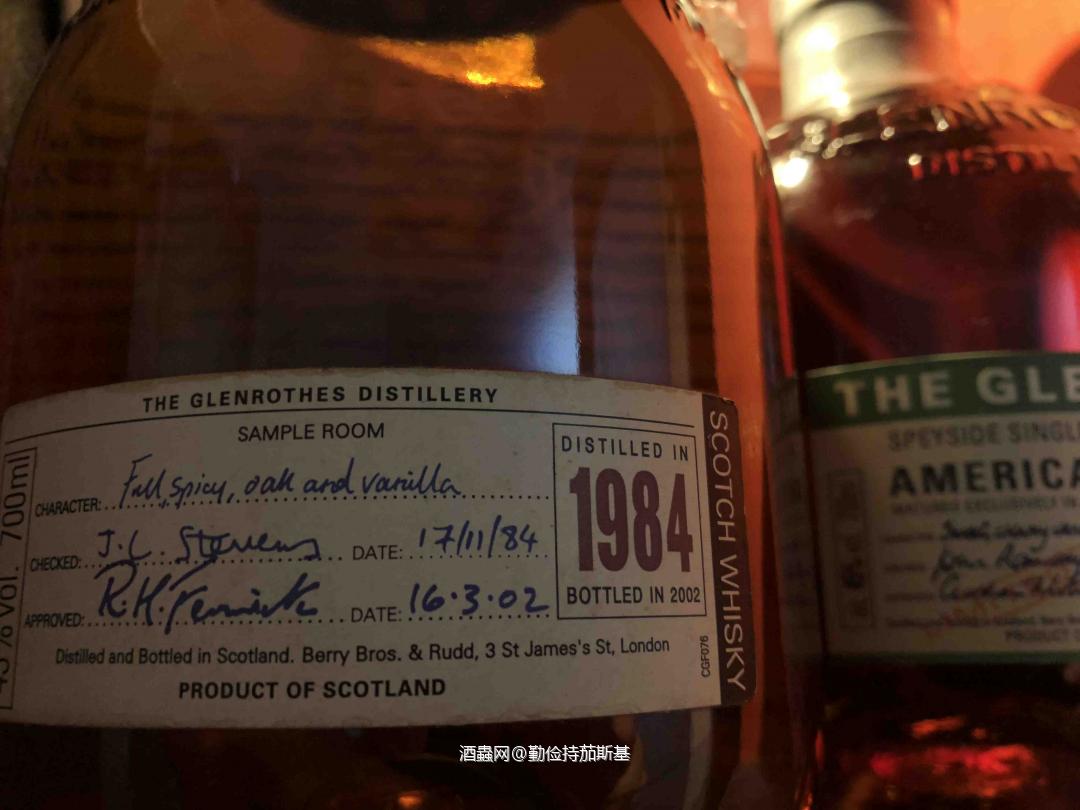 THE GLENROTHES DISTILLERY
SAMPLE ROOM
CHARACTER: Full, spicy, oak and vanilla
CHECKED: J.C. Stevens DATE: 17/11/84
APPROVED: R.H. Fenwick DATE: 16·3·02
Distilled and Bottled in Scotland. Berry Bros. & Rudd, 3 St James's St, London
PRODUCT OF SCOTLAND
DISTILLED IN
1984
BOTTLED IN 2002
CGF076
SCOTCH WHISKY
% Vol. 700ml
THE GLE
SPEYSIDE SINGL
AMERICA
PRODUCT
酒蟲网@勤俭持茄斯基